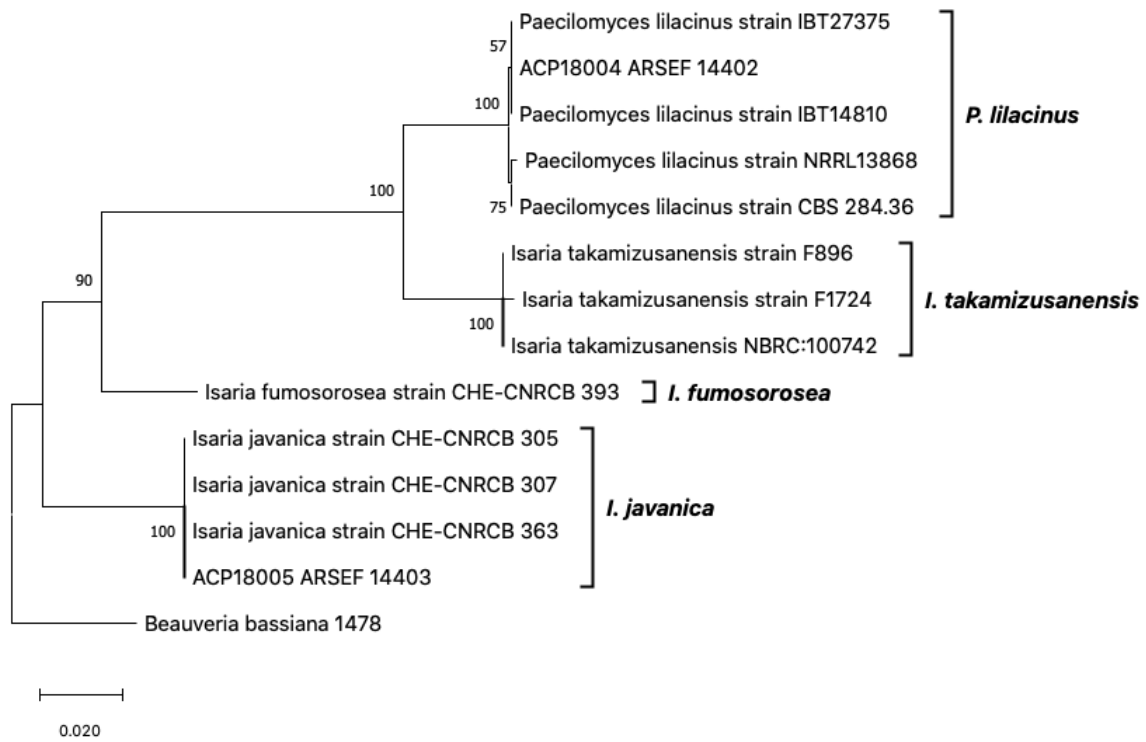 Paecilomyces lilacinus strain IBT27375
57
ACP18004 ARSEF 14402
100
Paecilomyces lilacinus strain IBT14810
P. lilacinus
Paecilomyces lilacinus strain NRRL13868
100
75
Paecilomyces lilacinus strain CBS 284.36
Isaria takamizusanensis strain F896
90
Isaria takamizusanensis strain F1724
I. takamizusanensis
100
Isaria takamizusanensis NBRC:100742
Isaria fumosorosea strain CHE-CNRCB 393
I. fumosorosea
Isaria javanica strain CHE-CNRCB 305
Isaria javanica strain CHE-CNRCB 307
I. javanica
100
Isaria javanica strain CHE-CNRCB 363
ACP18005 ARSEF 14403
Beauveria bassiana 1478
0.020